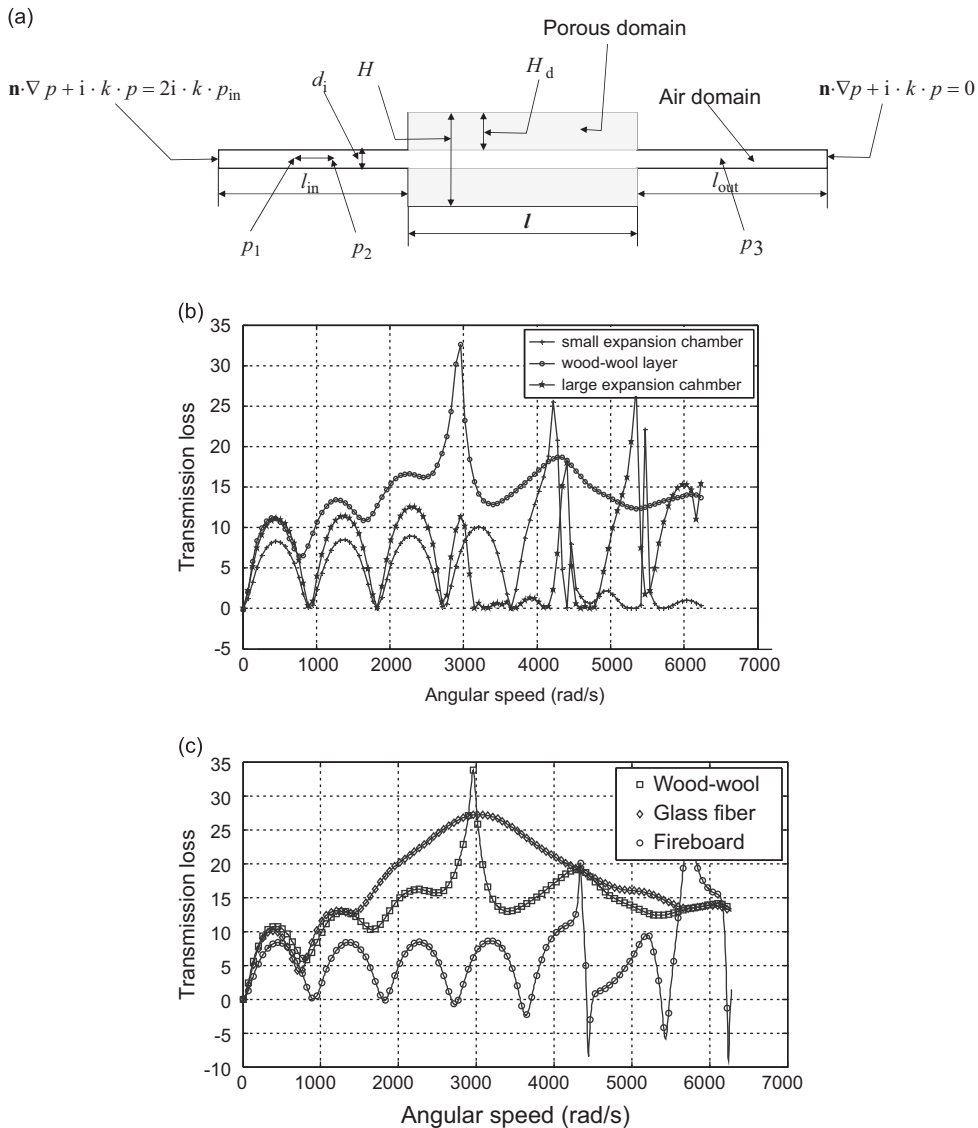 (a)
Porous domain
n·∇ p + i · k · p = 2i · k · p_in
d_i
H
H_d
n·∇p + i · k · p = 0
Air domain
l_in
l_out
l
p_1
p_2
p_3
(b)
35
30
25
20
15
10
5
0
-5
Transmission loss
small expansion chamber
wood-wool layer
large expansion cahmber
0 1000 2000 3000 4000 5000 6000 7000
Angular speed (rad/s)
(c)
35
30
25
20
15
10
5
0
-5
-10
Transmission loss
Wood-wool
Glass fiber
Fireboard
0 1000 2000 3000 4000 5000 6000 7000
Angular speed (rad/s)